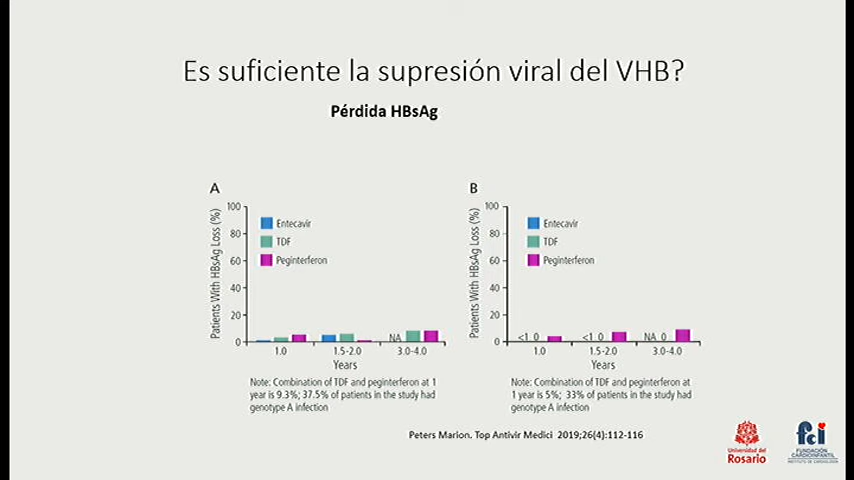 Es suficiente la supresión viral del VHB?
Pérdida HBsAg
A
Patients With HBsAg Loss (%)
100
80
60
40
20
0
Entecavir
TDF
Peginterferon
NA
1.0
1.5-2.0
3.0-4.0
Years
Note: Combination of TDF and peginterferon at 1
year is 9.3%; 37.5% of patients in the study had
genotype A infection
B
Patients With HBsAg Loss (%)
100
80
60
40
20
0
Entecavir
TDF
Peginterferon
<1 0
<1 0
NA 0
1.0
1.5-2.0
3.0-4.0
Years
Note: Combination of TDF and peginterferon at
1 year is 5%; 33% of patients in the study had
genotype A infection
Peters Marion. Top Antivir Medici 2019;26(4):112-116
Universidad del
Rosario
fci
FUNDACIÓN
CARDIOINFANTIL
INSTITUTO DE CARDIOLOGÍA